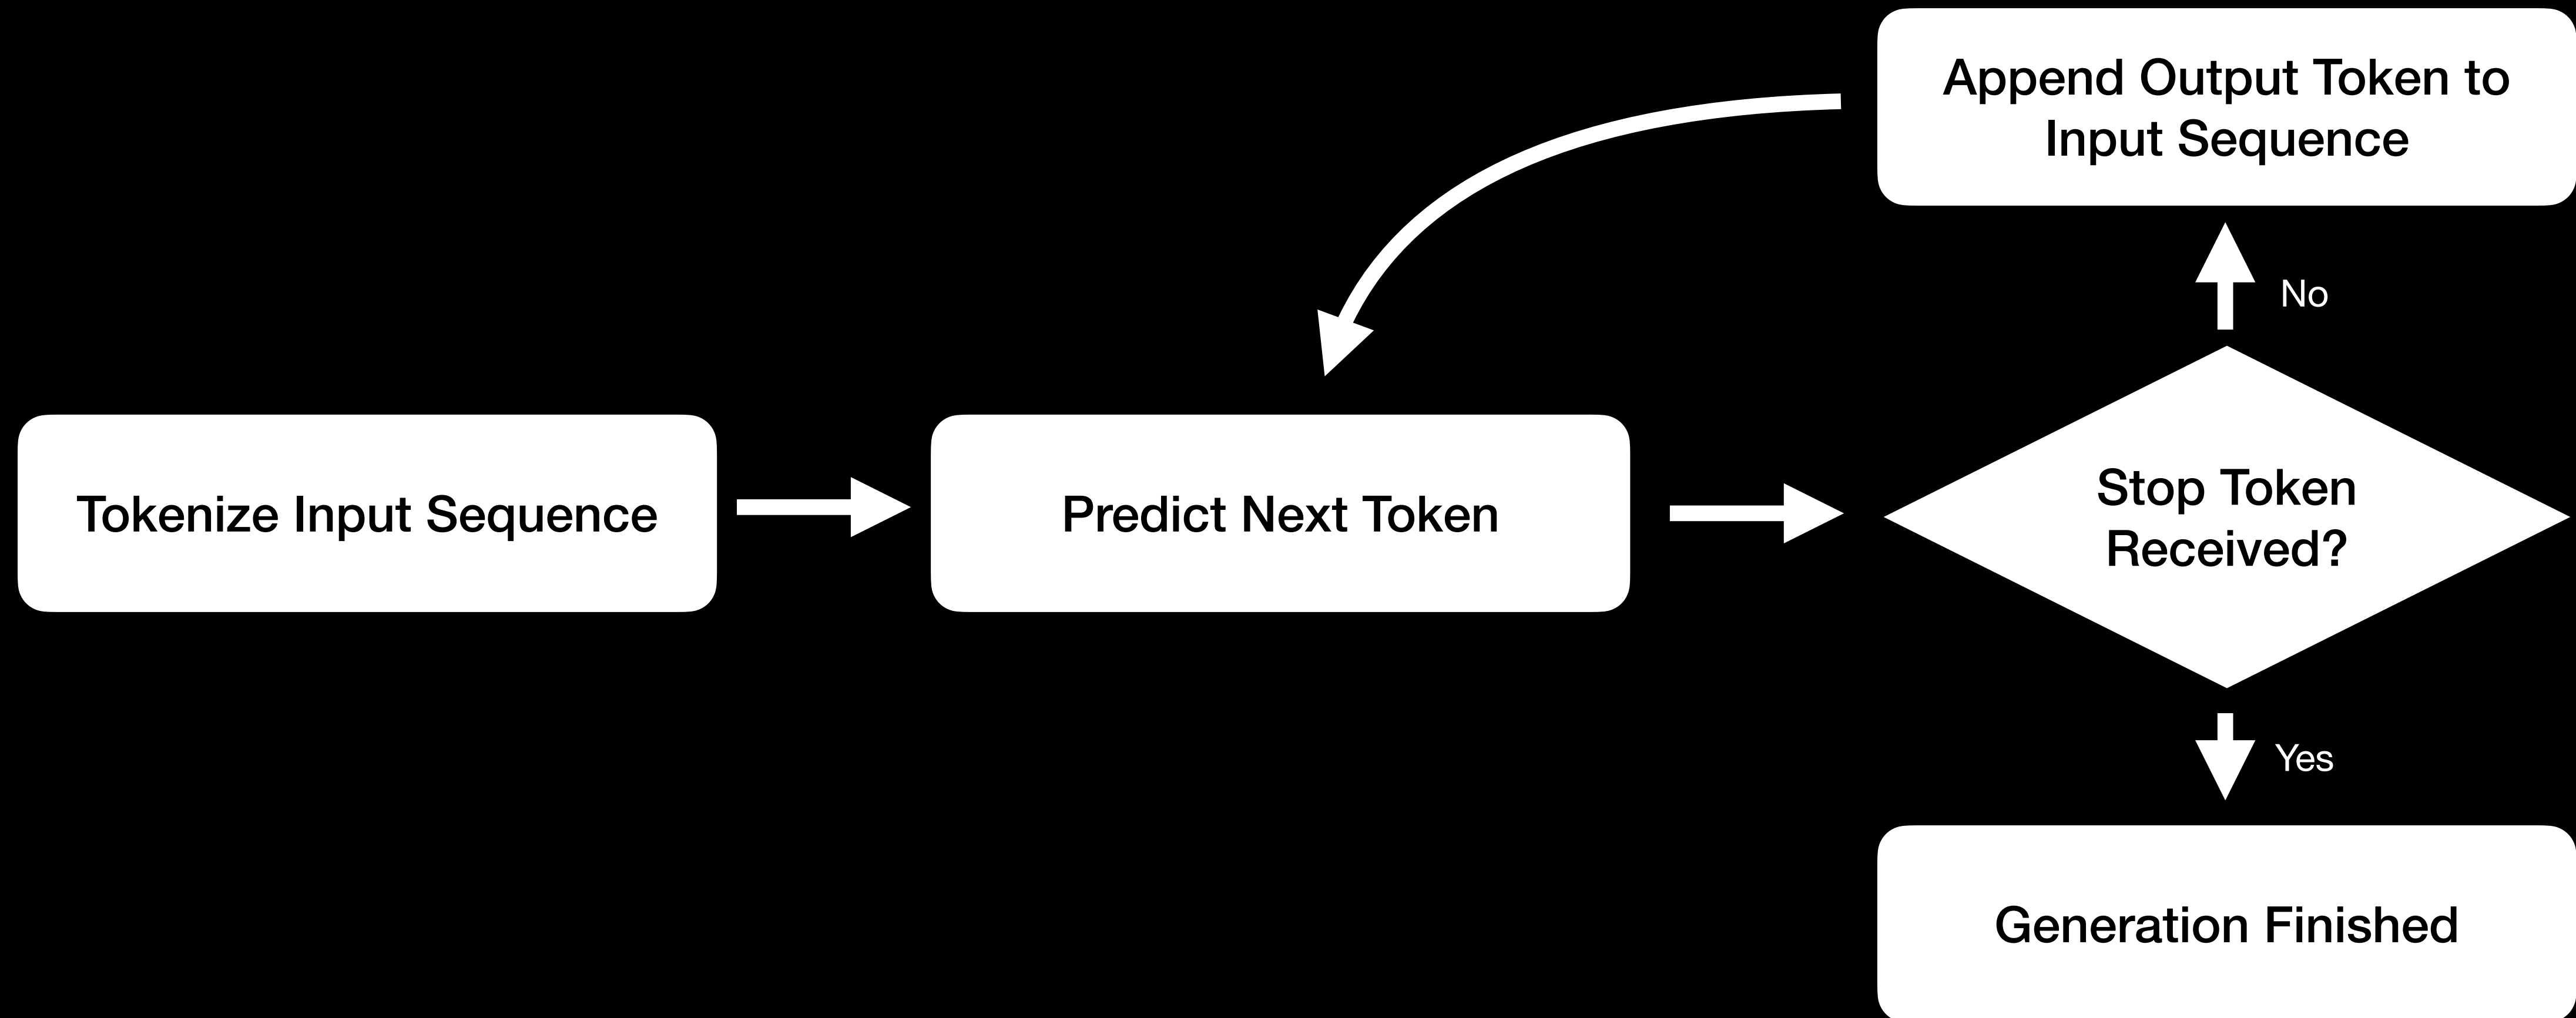 Append Output Token to
Input Sequence
No
Tokenize Input Sequence
Predict Next Token
Stop Token
Received?
Yes
Generation Finished